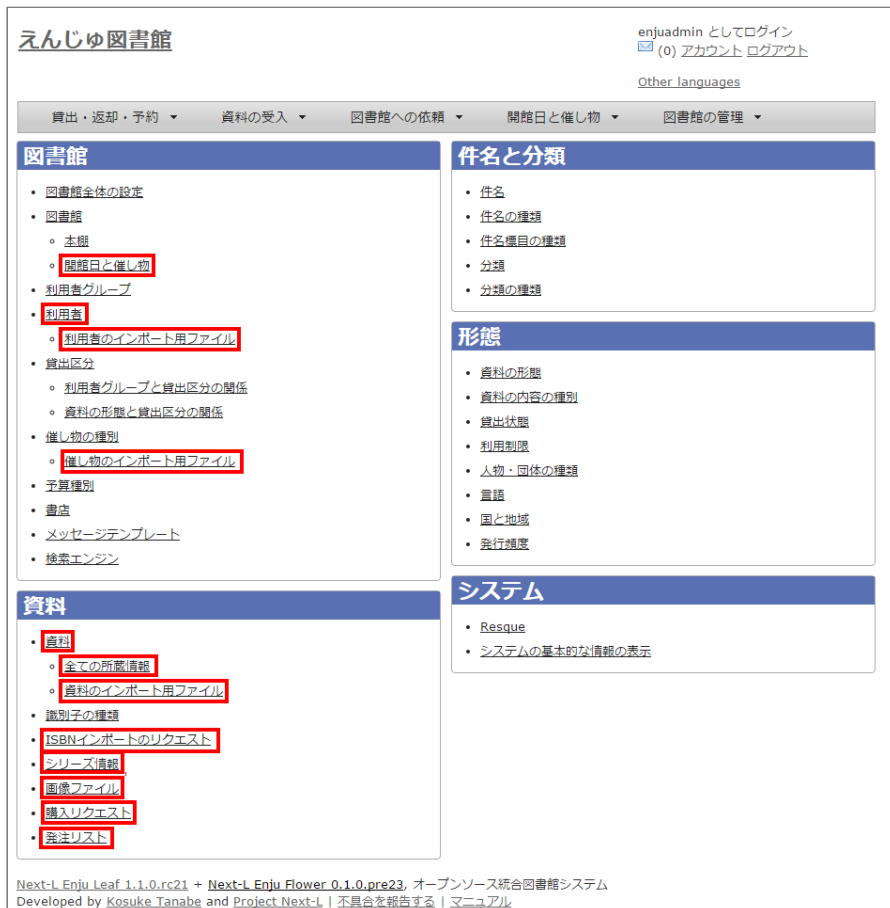 えんじゅ図書館
enjuadmin としてログイン
(0) アカウント ログアウト
Other languages
貸出・返却・予約 ▼ 資料の受入 ▼ 図書館への依頼 ▼ 開館日と催し物 ▼ 図書館の管理 ▼
図書館
• 図書館全体の設定
• 図書館
◦ 本棚
◦ 開館日と催し物
• 利用者グループ
• 利用者
◦ 利用者のインポート用ファイル
• 貸出区分
◦ 利用者グループと貸出区分の関係
◦ 資料の形態と貸出区分の関係
• 催し物の種別
◦ 催し物のインポート用ファイル
• 予算種別
• 書店
• メッセージテンプレート
• 検索エンジン
資料
• 資料
◦ 全ての所蔵情報
◦ 資料のインポート用ファイル
• 識別子の種類
• ISBNインポートのリクエスト
• シリーズ情報
• 画像ファイル
• 購入リクエスト
• 発注リスト
件名と分類
• 件名
• 件名の種類
• 件名標目の種類
• 分類
• 分類の種類
形態
• 資料の形態
• 資料の内容の種別
• 貸出状態
• 利用制限
• 人物・団体の種類
• 言語
• 国と地域
• 発行頻度
システム
• Resque
• システムの基本的な情報の表示
Next-L Enju Leaf 1.1.0.rc21 + Next-L Enju Flower 0.1.0.pre23, オープンソース統合図書館システム
Developed by Kosuke Tanabe and Project Next-L | 不具合を報告する | マニュアル